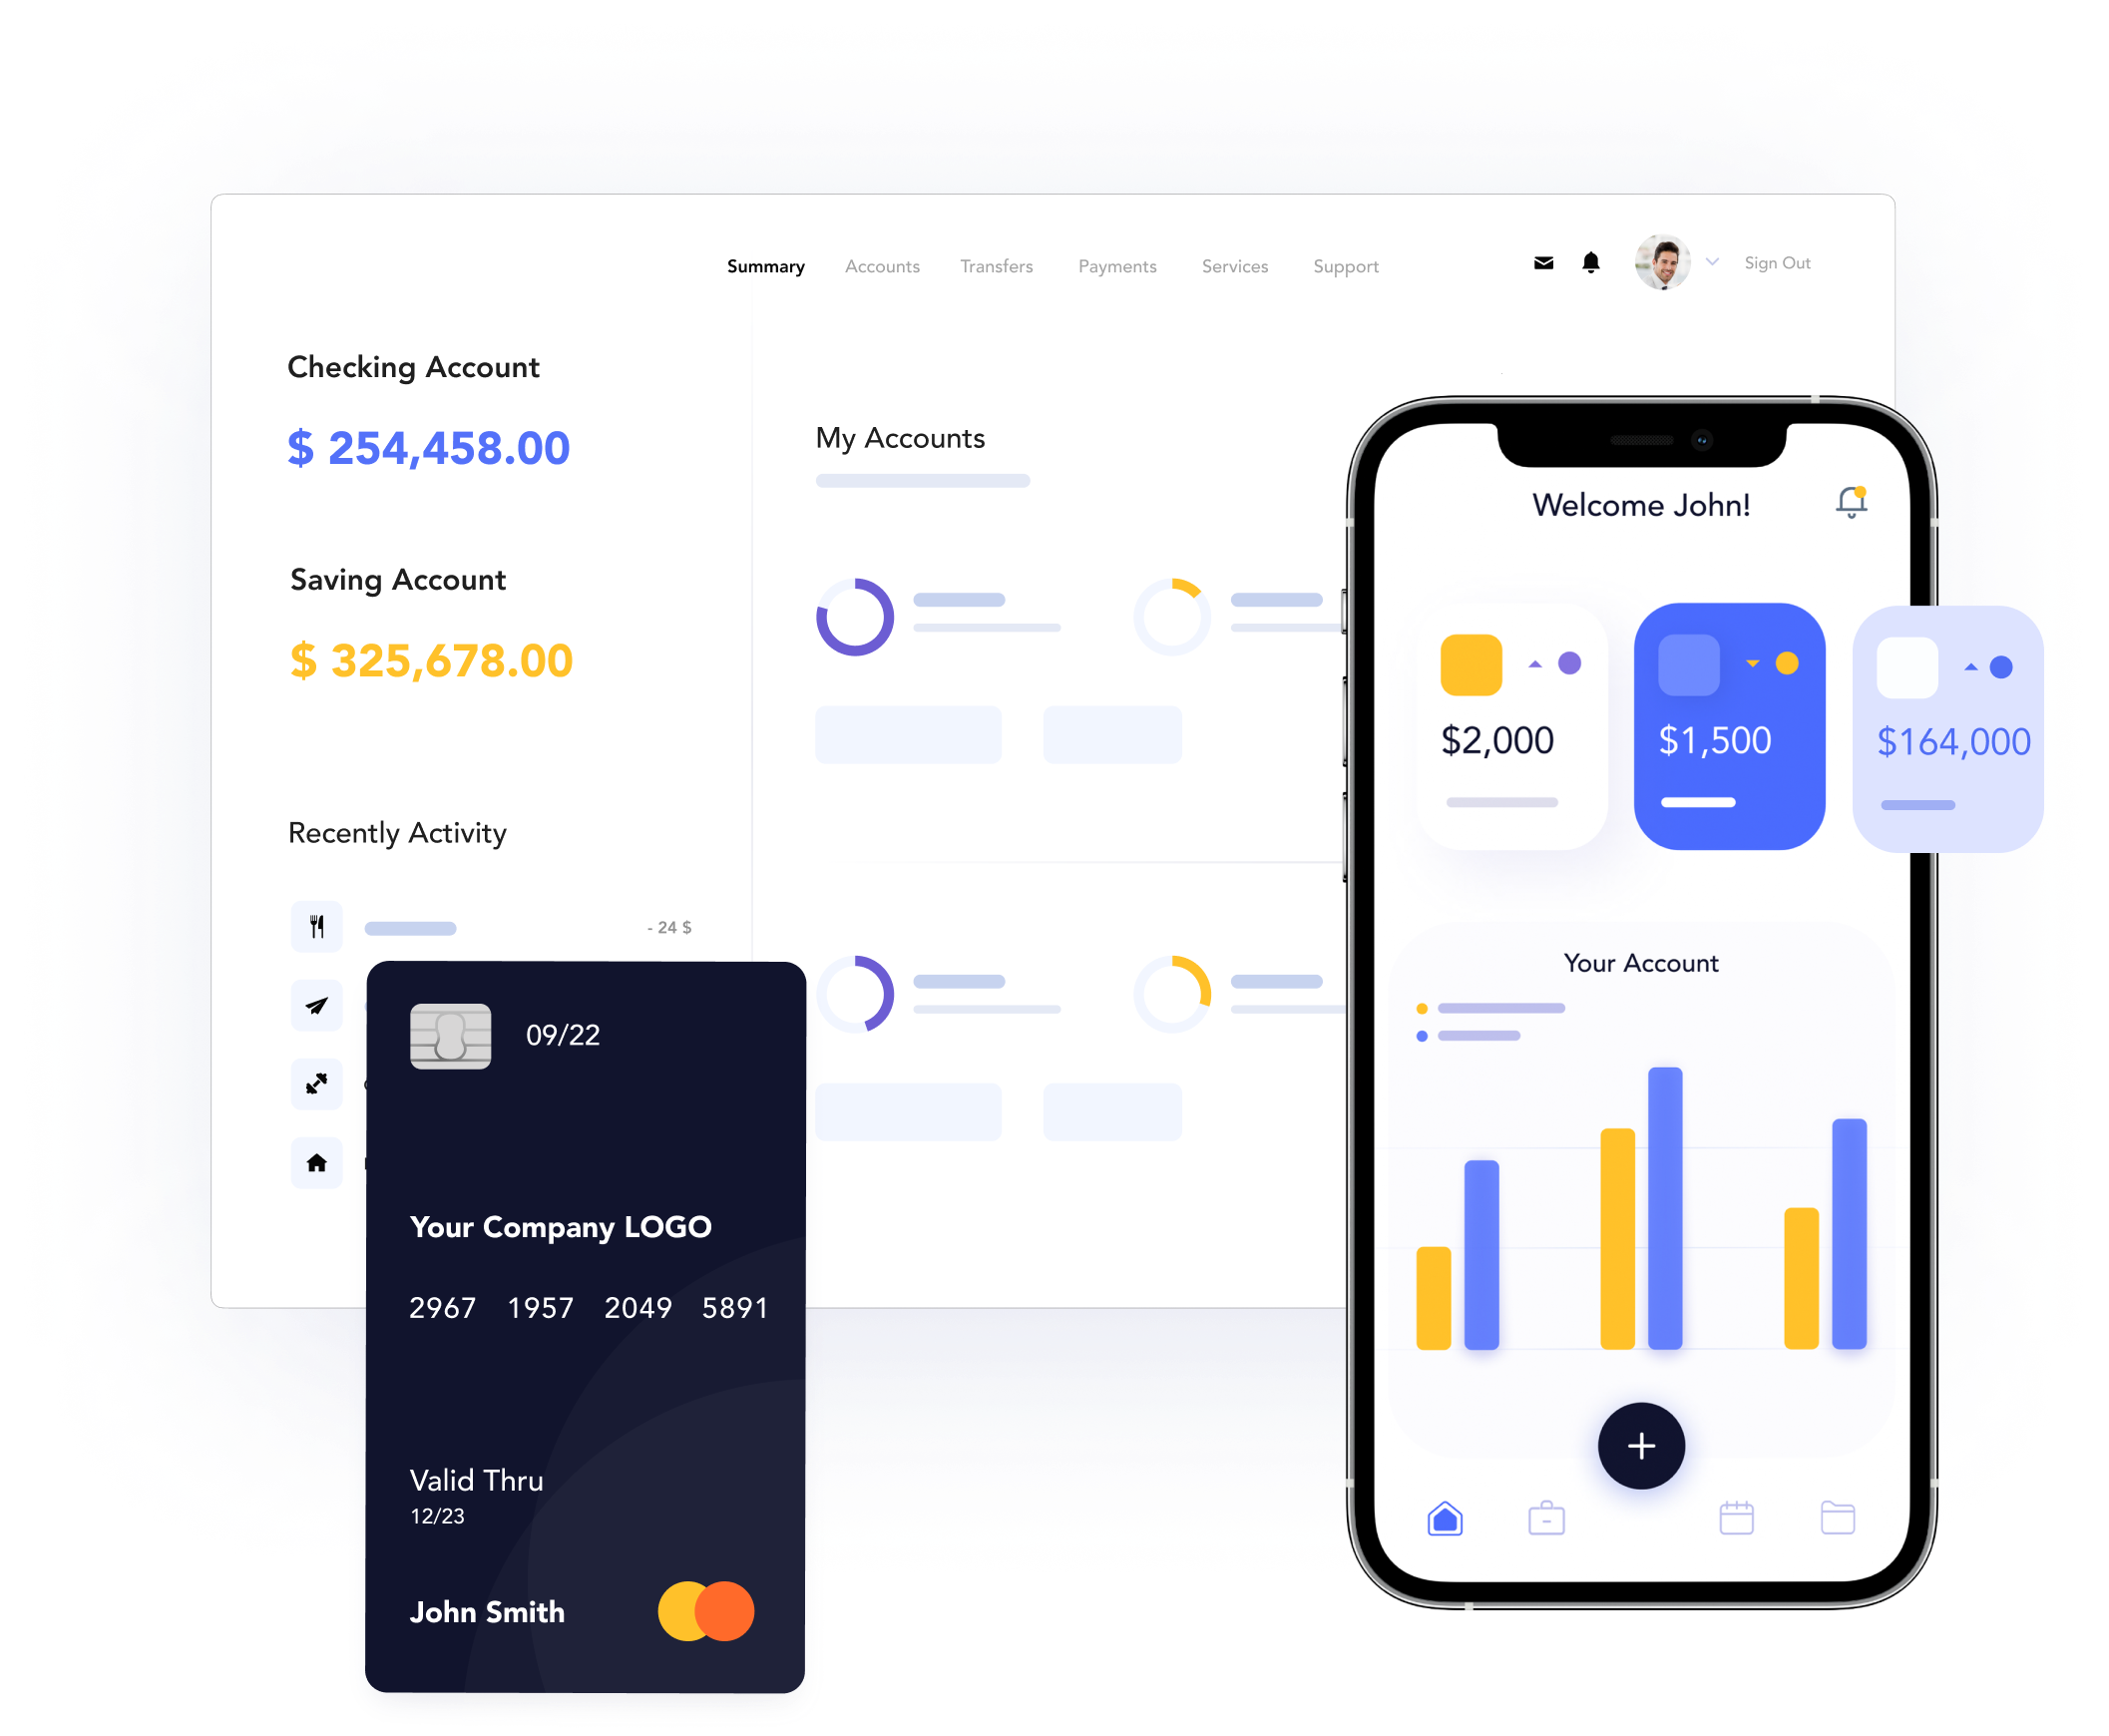 Summary Accounts Transfers Payments Services Support Sign Out
Checking Account
$ 254,458.00
Saving Account
$ 325,678.00
Recently Activity
- 24 $
My Accounts
09/22
Your Company LOGO
2967 1957 2049 5891
Valid Thru
12/23
John Smith
Welcome John!
$2,000
$1,500
$164,000
Your Account